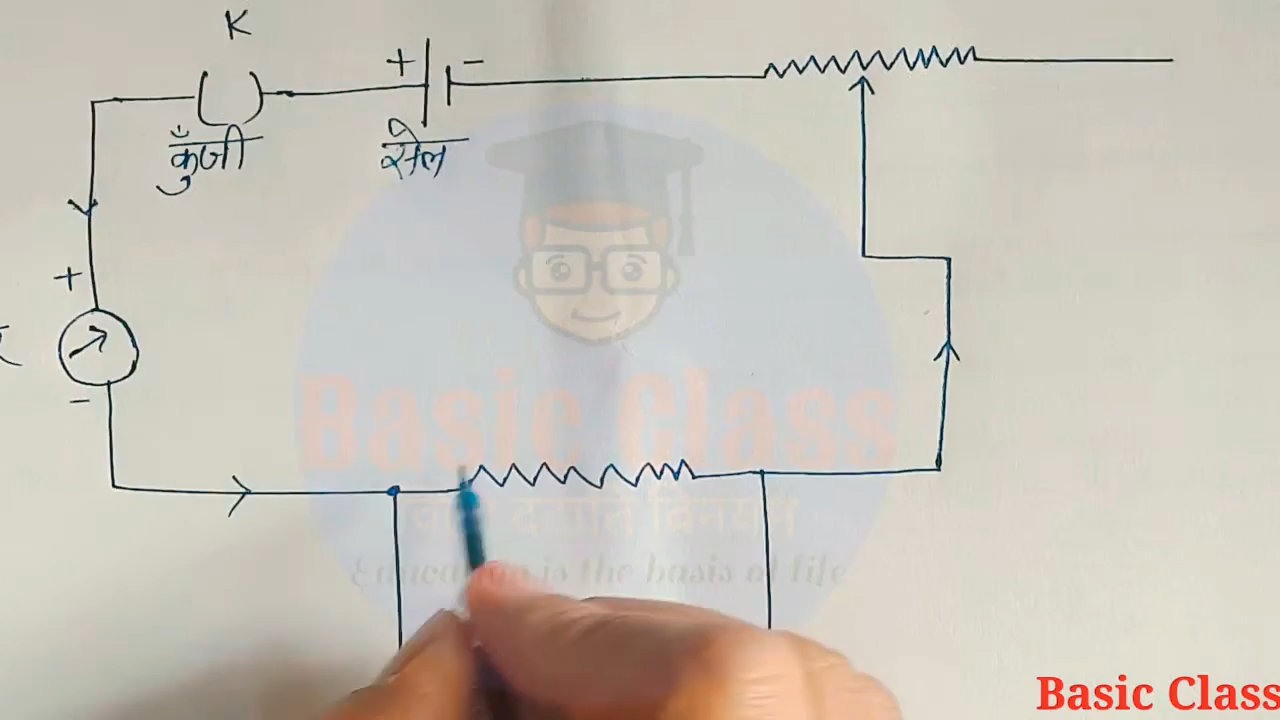 K
+ -
कुँजी
सेल
+
-
Basic Class
Education is the basis of life
Basic Class